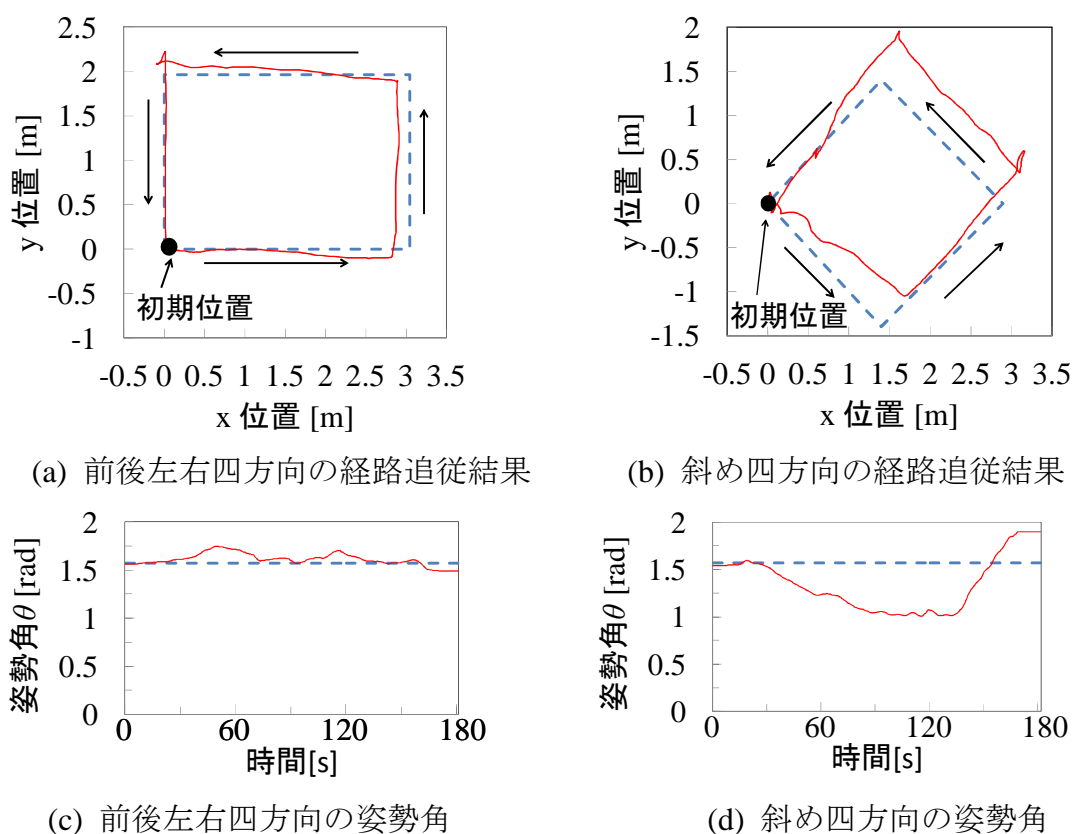 2.5
2
1.5
1
0.5
0
-0.5
-1
y 位置 [m]
初期位置
-0.5 0 0.5 1 1.5 2 2.5 3 3.5
x 位置 [m]
(a) 前後左右四方向の経路追従結果
2
1.5
1
0.5
0
-0.5
-1
-1.5
y 位置 [m]
初期位置
-0.5 0 0.5 1 1.5 2 2.5 3 3.5
x 位置 [m]
(b) 斜め四方向の経路追従結果
2
1.5
1
0.5
0
姿勢角θ [rad]
0 60 120 180
時間[s]
(c) 前後左右四方向の姿勢角
2
1.5
1
0.5
0
姿勢角θ [rad]
0 60 120 180
時間[s]
(d) 斜め四方向の姿勢角